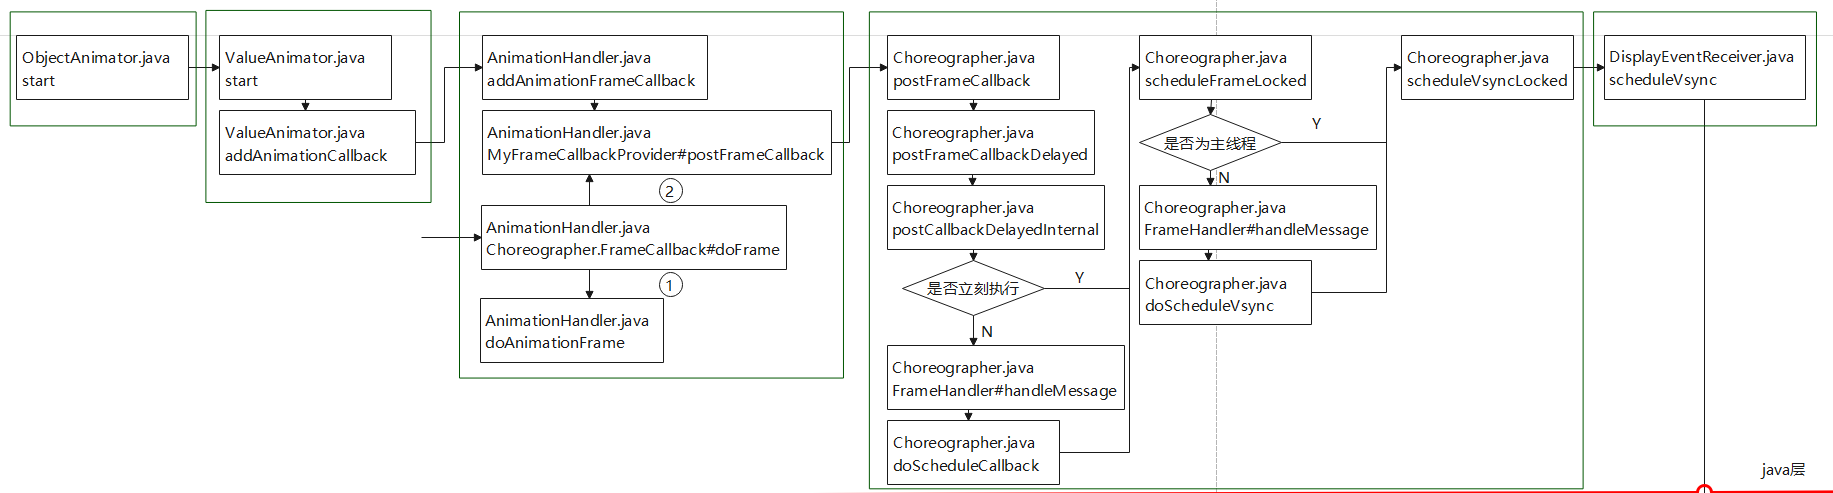 ObjectAnimator.java
start
ValueAnimator.java
start
ValueAnimator.java
addAnimationCallback
AnimationHandler.java
addAnimationFrameCallback
AnimationHandler.java
MyFrameCallbackProvider#postFrameCallback
②
AnimationHandler.java
Choreographer.FrameCallback#doFrame
①
AnimationHandler.java
doAnimationFrame
Choreographer.java
postFrameCallback
Choreographer.java
postFrameCallbackDelayed
Choreographer.java
postCallbackDelayedInternal
是否立刻执行
Y
N
Choreographer.java
FrameHandler#handleMessage
Choreographer.java
doScheduleCallback
Choreographer.java
scheduleFrameLocked
是否为主线程
Y
N
Choreographer.java
FrameHandler#handleMessage
Choreographer.java
doScheduleVsync
Choreographer.java
scheduleVsyncLocked
DisplayEventReceiver.java
scheduleVsync
java层